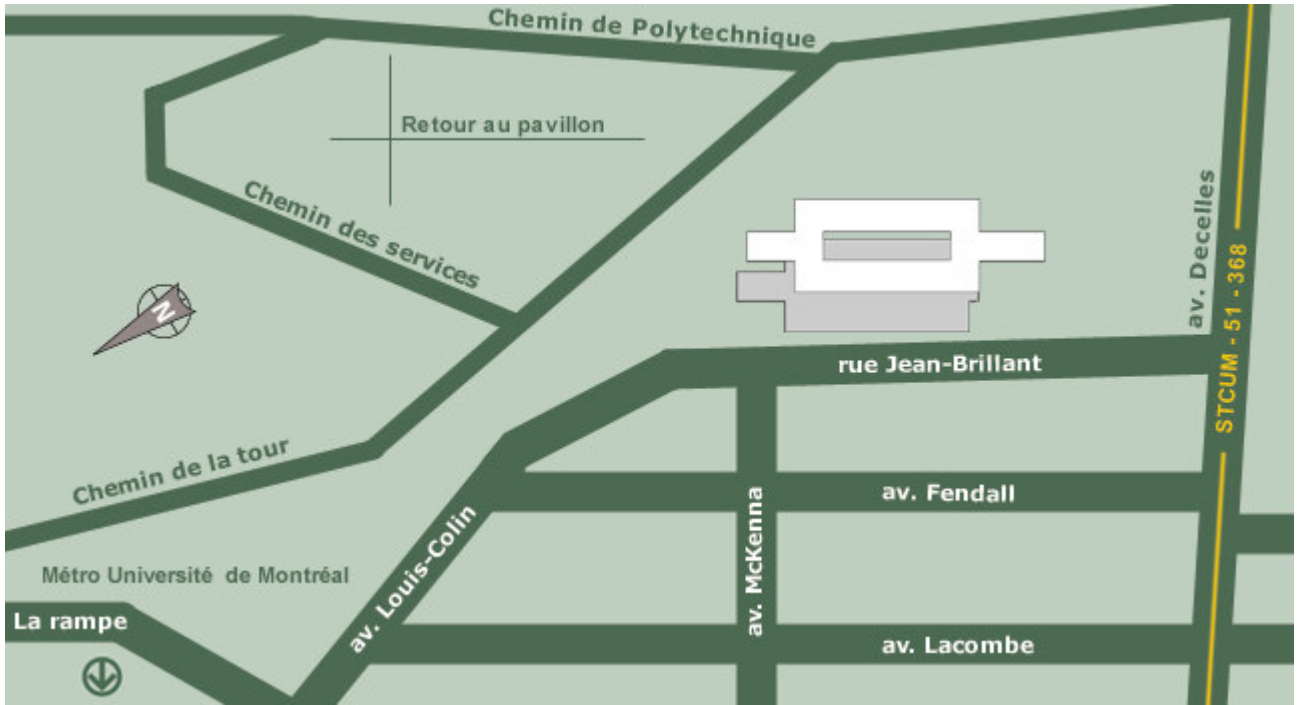 Chemin de Polytechnique
Retour au pavillon
Chemin des services
av. Decelles
STCUM - 51 - 368
N
rue Jean-Brillant
Chemin de la tour
av. Fendall
av. Louis-Colin
av. McKenna
Métro Université de Montréal
La rampe
av. Lacombe